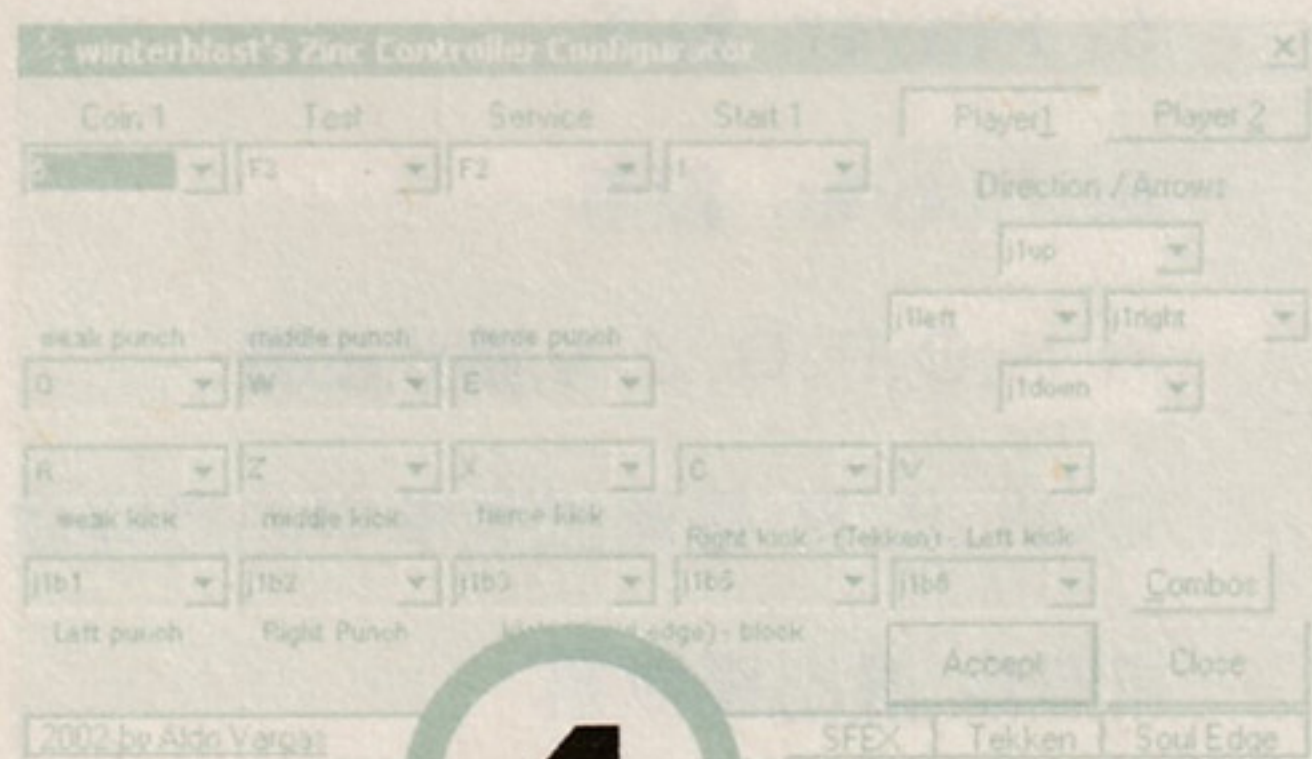 winterblast's Zinc Controller Configurator
Coin 1 Test Service Start 1 Player1 Player 2
F2 F2 1
Direction / Arrows
j1up
j1left j1right
weak punch middle punch fierce punch
Q W E j1down
A Z X C V
weak kick middle kick fierce kick
Right kick - (Tekken) - Left kick
j1b1 j1b2 j1b3 j1b6 Combos
Left punch Right Punch edge) - block
Accept Close
2002 by Aldo Vargas SFEX Tekken Soul Edge